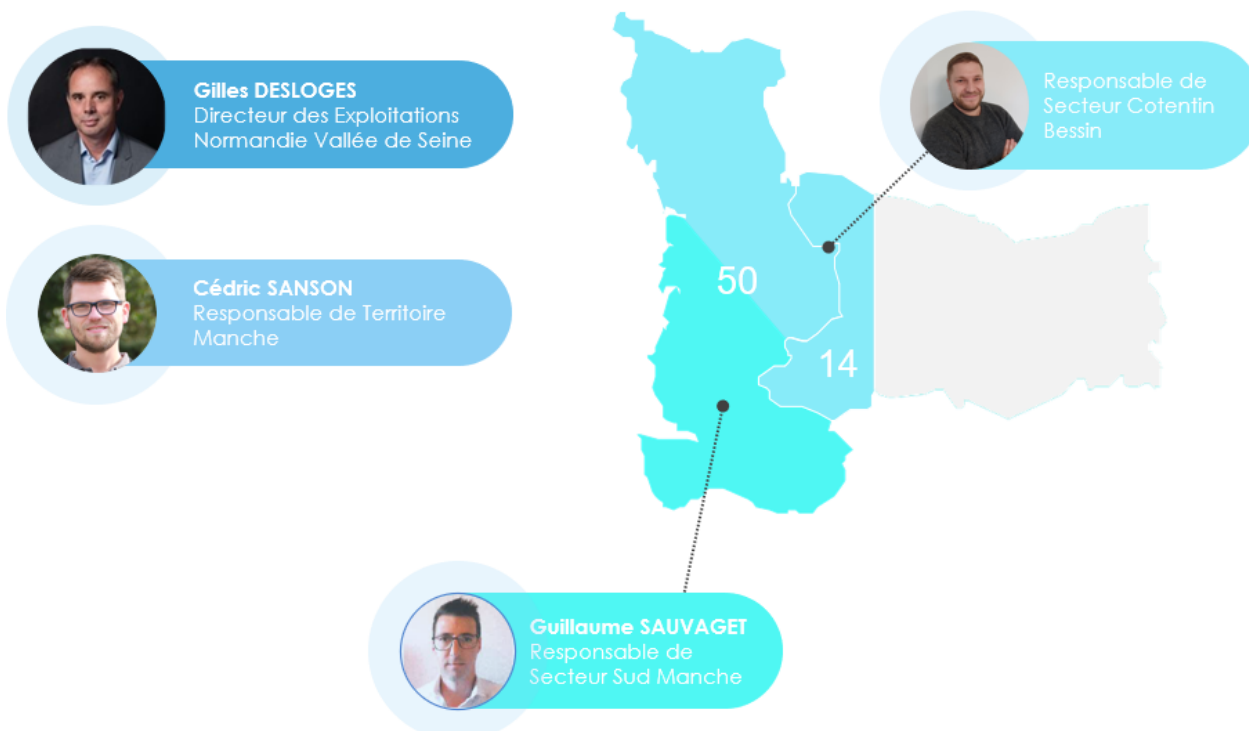 Gilles DESLOGES
Directeur des Exploitations
Normandie Vallée de Seine
Responsable de
Secteur Cotentin
Bessin
Cédric SANSON
Responsable de Territoire
Manche
50
14
Guillaume SAUVAGET
Responsable de
Secteur Sud Manche